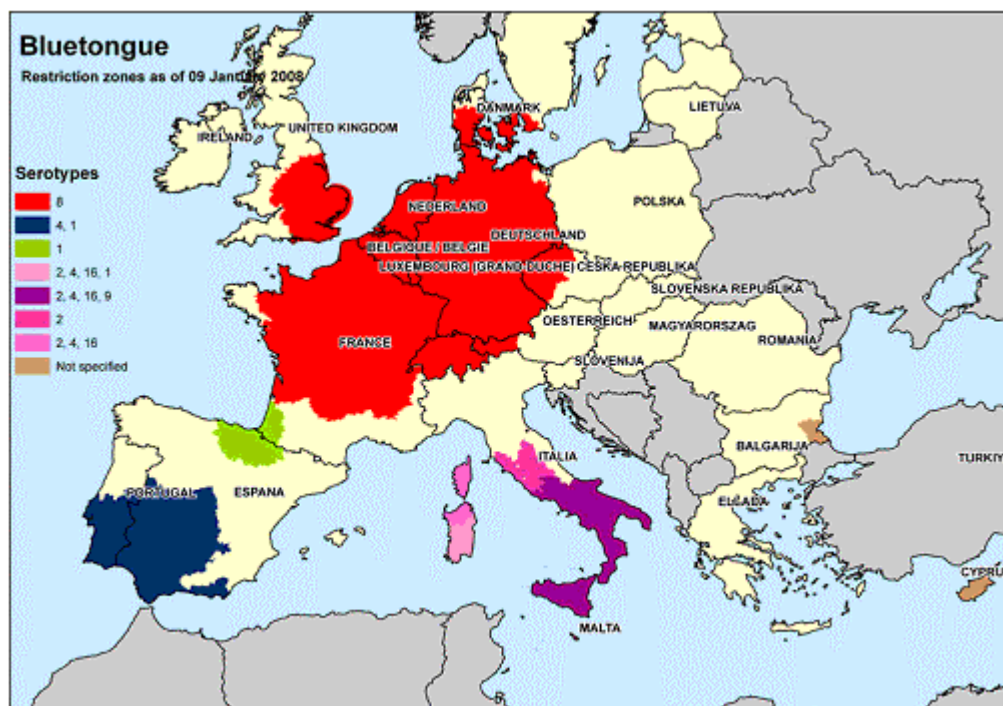 Bluetongue
Restriction zones as of 09 January 2008
Serotypes
8
4, 1
1
2, 4, 16, 1
2, 4, 16, 9
2
2, 4, 16
Not specified
IRELAND
UNITED KINGDOM
DANMARK
LIETUVA
NEDERLAND
POLSKA
DEUTSCHLAND
BELGIQUE / BELGIE
LUXEMBOURG (GRAND-DUCHE)
CESKA REPUBLIKA
SLOVENSKA REPUBLIKA
OESTERREICH
MAGYARORSZAG
ROMANIA
FRANCE
SLOVENIJA
ITALIA
BALGARIJA
PORTUGAL
ESPANA
ELLADA
TURKIY
CYPRU
MALTA